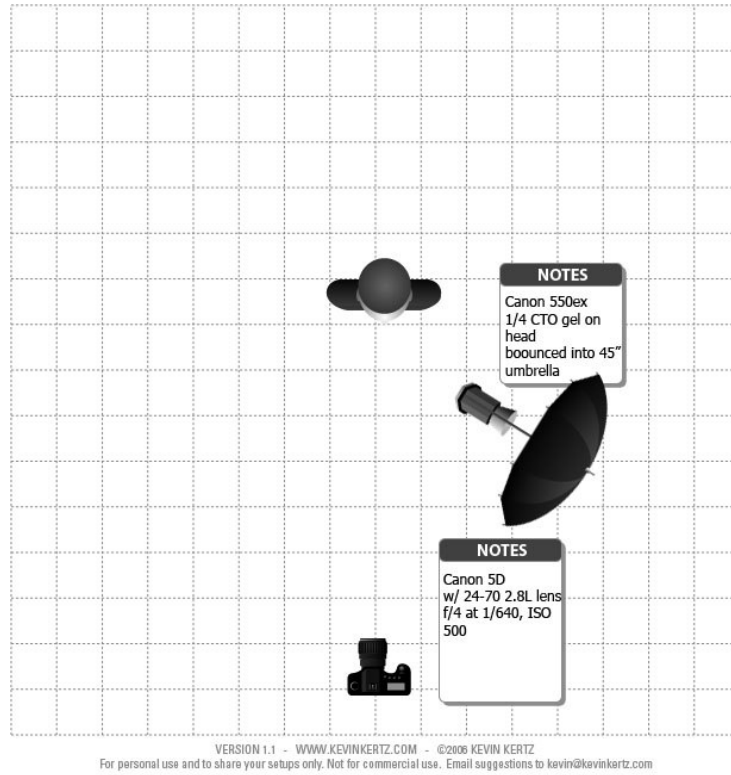 NOTES
Canon 550ex
1/4 CTO gel on
head
boounced into 45"
umbrella
NOTES
Canon 5D
w/ 24-70 2.8L lens
f/4 at 1/640, ISO
500
VERSION 1.1 - WWW.KEVINKERTZ.COM - ©2006 KEVIN KERTZ
For personal use and to share your setups only. Not for commercial use. Email suggestions to kevin@kevinkertz.com